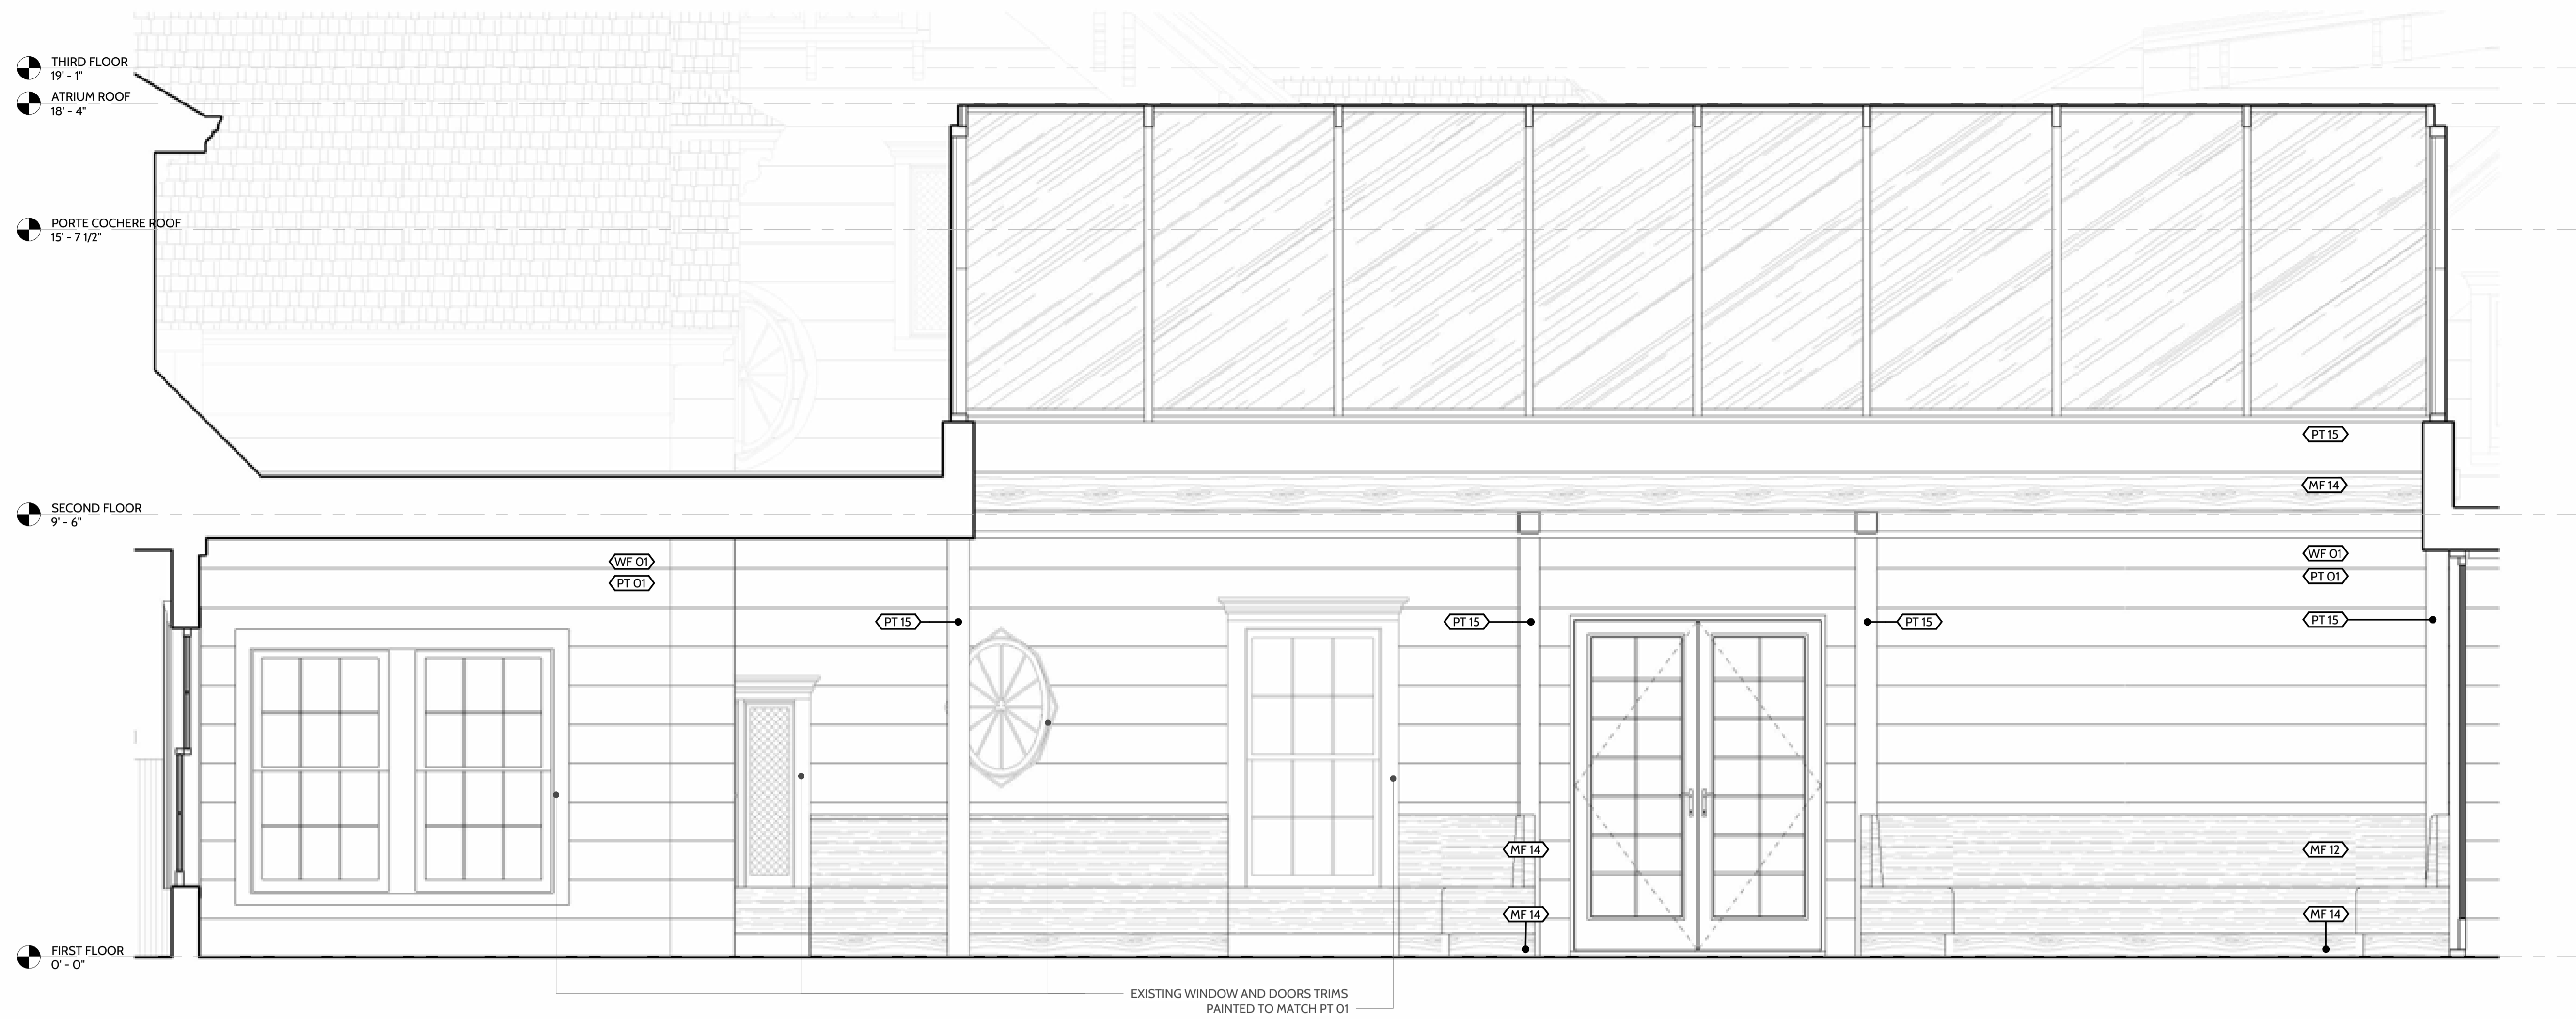 THIRD FLOOR
19' - 1"
ATRIUM ROOF
18' - 4"
PORTE COCHERE ROOF
15' - 7 1/2"
PT 15
MF 14
SECOND FLOOR
9' - 6"
WF 01
WF 01
PT 01
PT 01
PT 15
PT 15
PT 15
PT 15
MF 14
MF 12
MF 14
MF 14
FIRST FLOOR
0' - 0"
EXISTING WINDOW AND DOORS TRIMS
PAINTED TO MATCH PT 01